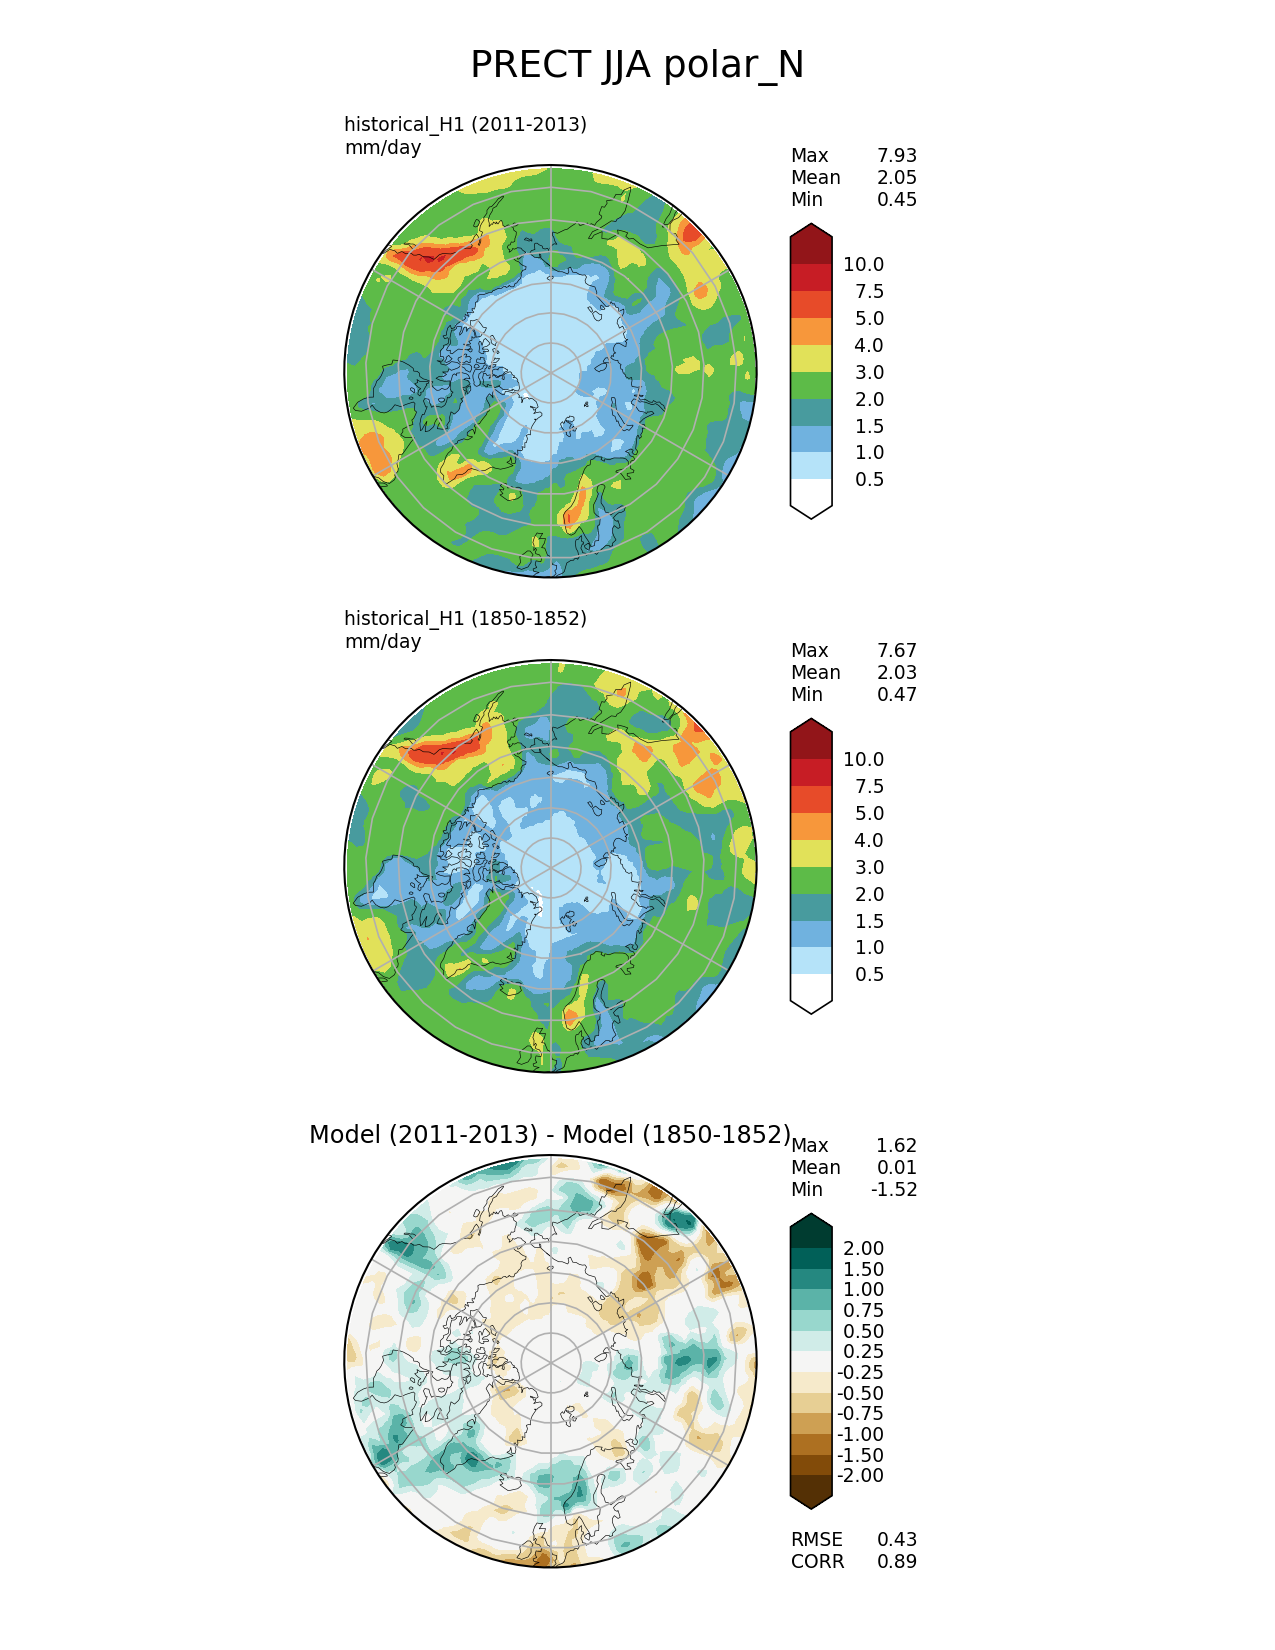 PRECT JJA polar_N
historical_H1 (2011-2013)
mm/day
Max 7.93
Mean 2.05
Min 0.45
10.0
7.5
5.0
4.0
3.0
2.0
1.5
1.0
0.5
historical_H1 (1850-1852)
mm/day
Max 7.67
Mean 2.03
Min 0.47
10.0
7.5
5.0
4.0
3.0
2.0
1.5
1.0
0.5
Model (2011-2013) - Model (1850-1852)
Max 1.62
Mean 0.01
Min -1.52
2.00
1.50
1.00
0.75
0.50
0.25
-0.25
-0.50
-0.75
-1.00
-1.50
-2.00
RMSE 0.43
CORR 0.89